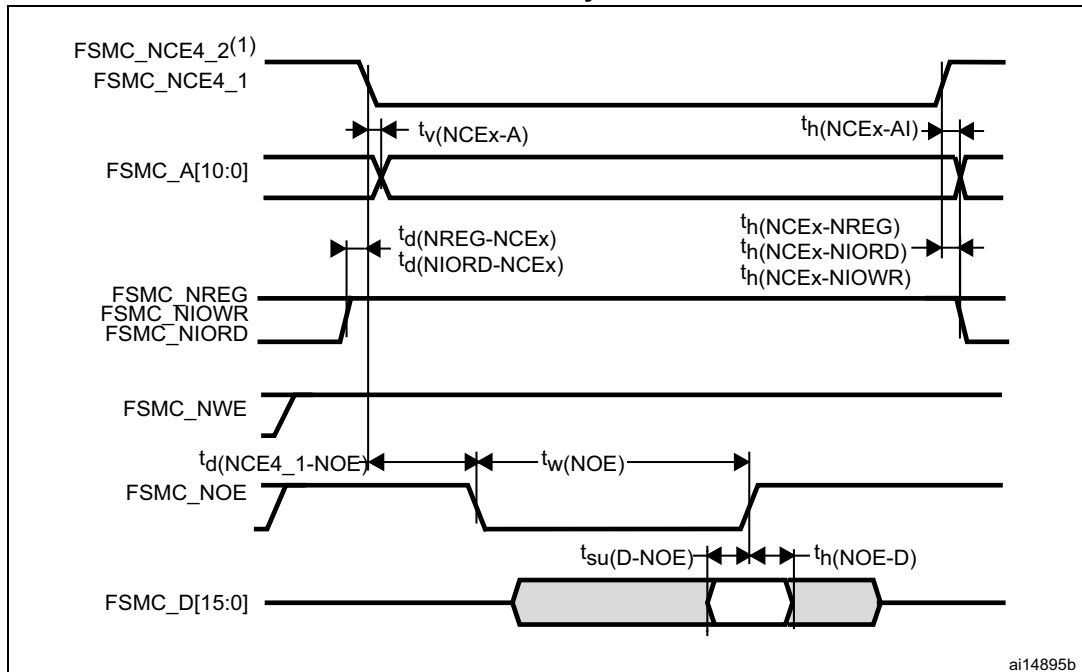 FSMC_NCE4_2(1)
FSMC_NCE4_1
tv(NCEx-A)
th(NCEx-AI)
FSMC_A[10:0]
td(NREG-NCEx)
td(NIORD-NCEx)
th(NCEx-NREG)
th(NCEx-NIORD)
th(NCEx-NIOWR)
FSMC_NREG
FSMC_NIOWR
FSMC_NIORD
FSMC_NWE
td(NCE4_1-NOE)
tw(NOE)
FSMC_NOE
tsu(D-NOE)
th(NOE-D)
FSMC_D[15:0]
ai14895b